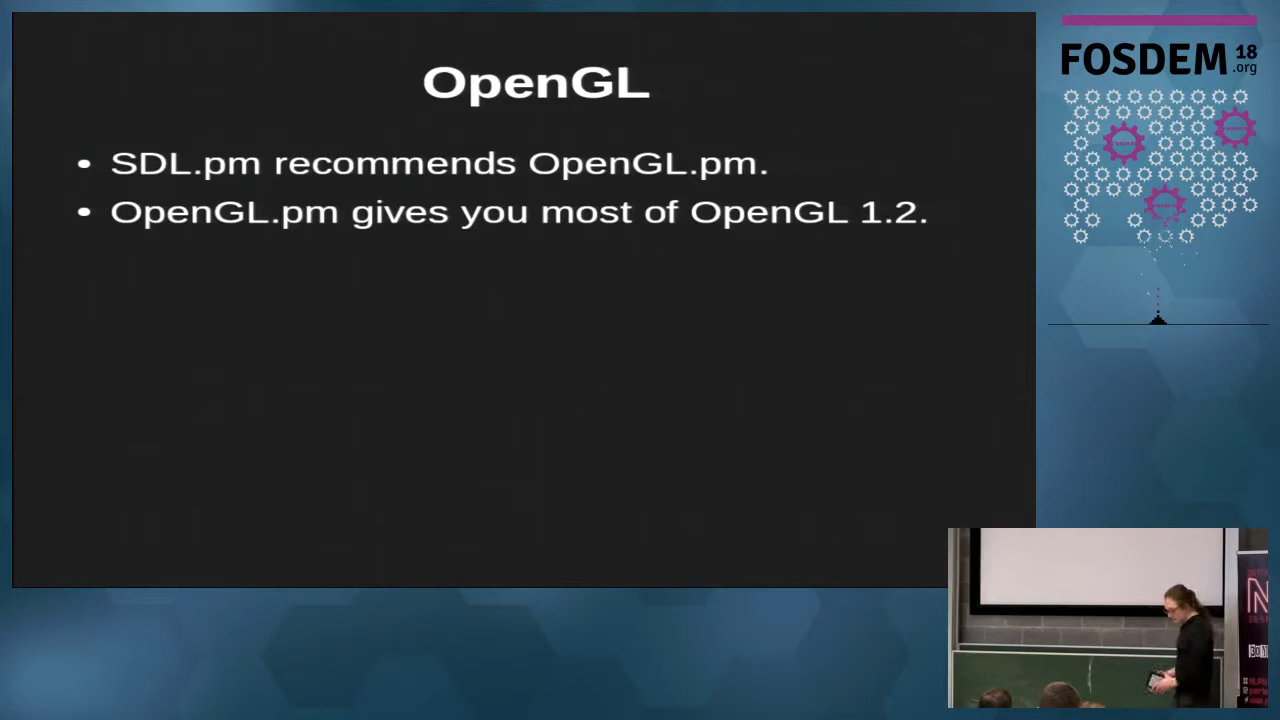 OpenGL
• SDL.pm recommends OpenGL.pm.
• OpenGL.pm gives you most of OpenGL 1.2.
FOSDEM 18
.org